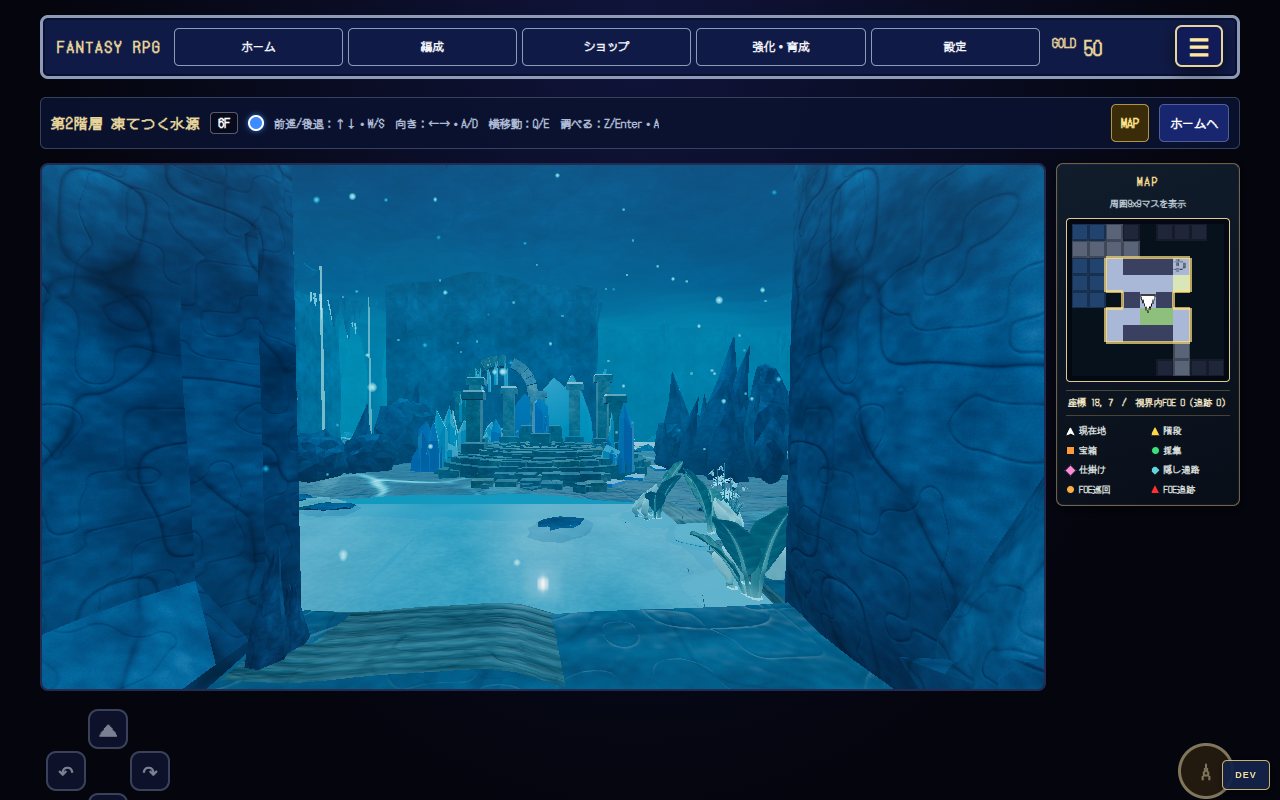 FANTASY RPG
ホーム
編成
ショップ
強化・育成
設定
GOLD 50
第2階層 凍てつく水源
6F
前進/後退：↑↓・W/S 向き：←→・A/D 横移動：Q/E 調べる：Z/Enter・A
MAP
ホームへ
MAP
周囲9x9マスを表示
座標 18, 7 / 視界内FOE 0（追跡 0）
現在地
階段
宝箱
採集
仕掛け
隠し通路
FOE巡回
FOE追跡
A
DEV